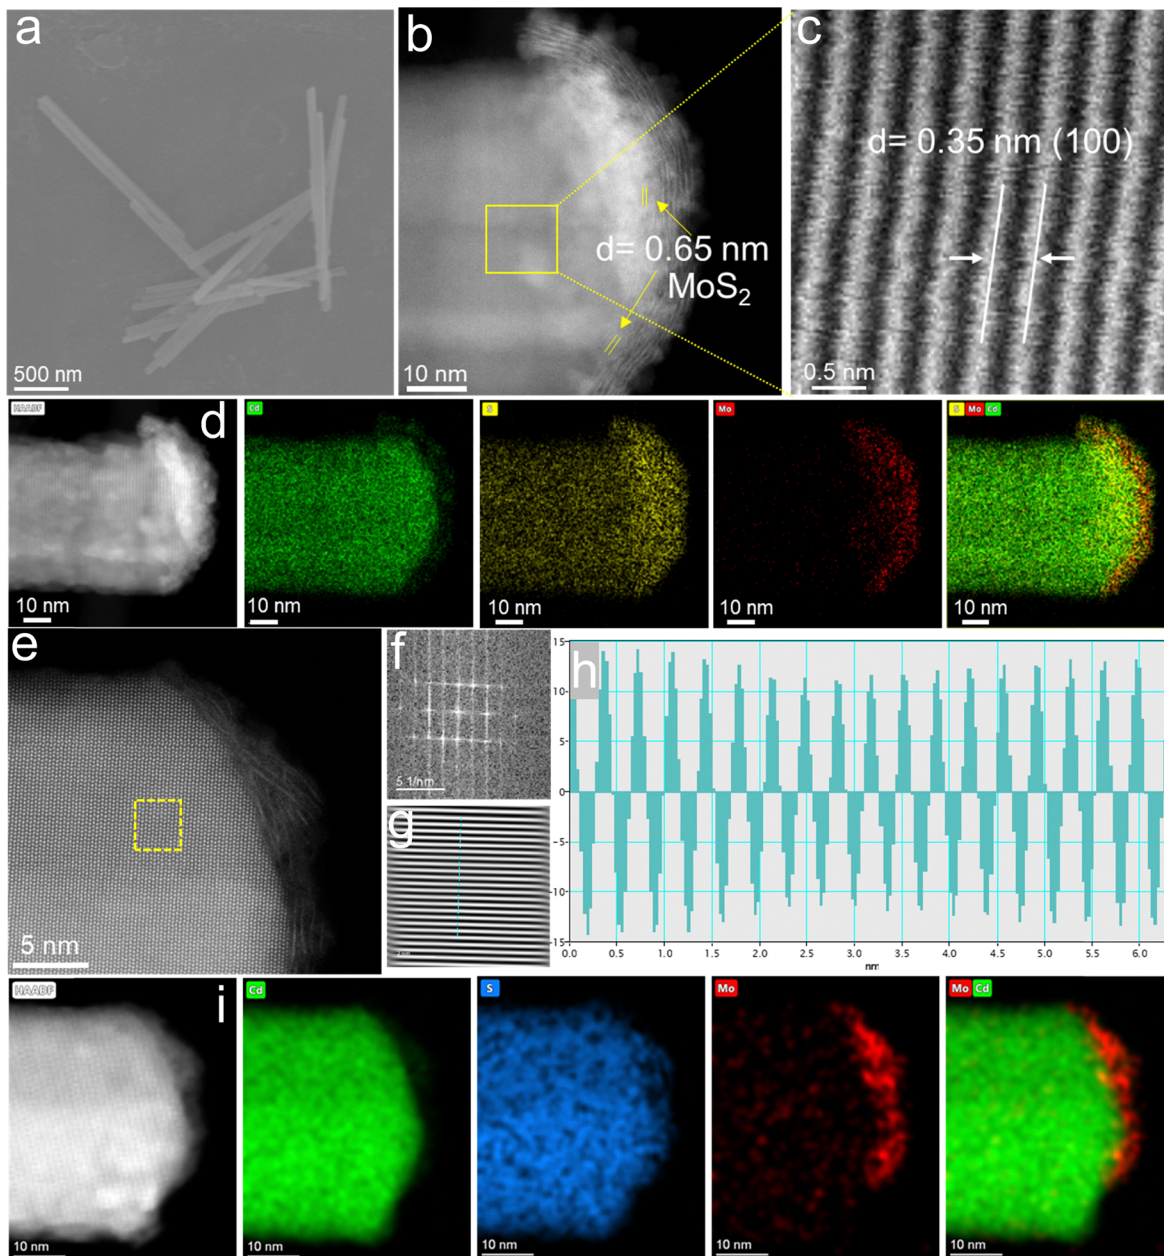 a
500 nm
b
d= 0.65 nm
MoS₂
10 nm
c
d= 0.35 nm (100)
0.5 nm
d
HAADF
10 nm
Cd
10 nm
S
10 nm
Mo
10 nm
S Mo Cd
10 nm
e
5 nm
f
5 1/nm
g
h
15
10
5
0
-5
-10
-15
0.0 0.5 1.0 1.5 2.0 2.5 3.0 3.5 4.0 4.5 5.0 5.5 6.0
nm
i
HAADF
10 nm
Cd
10 nm
S
10 nm
Mo
10 nm
Mo Cd
10 nm